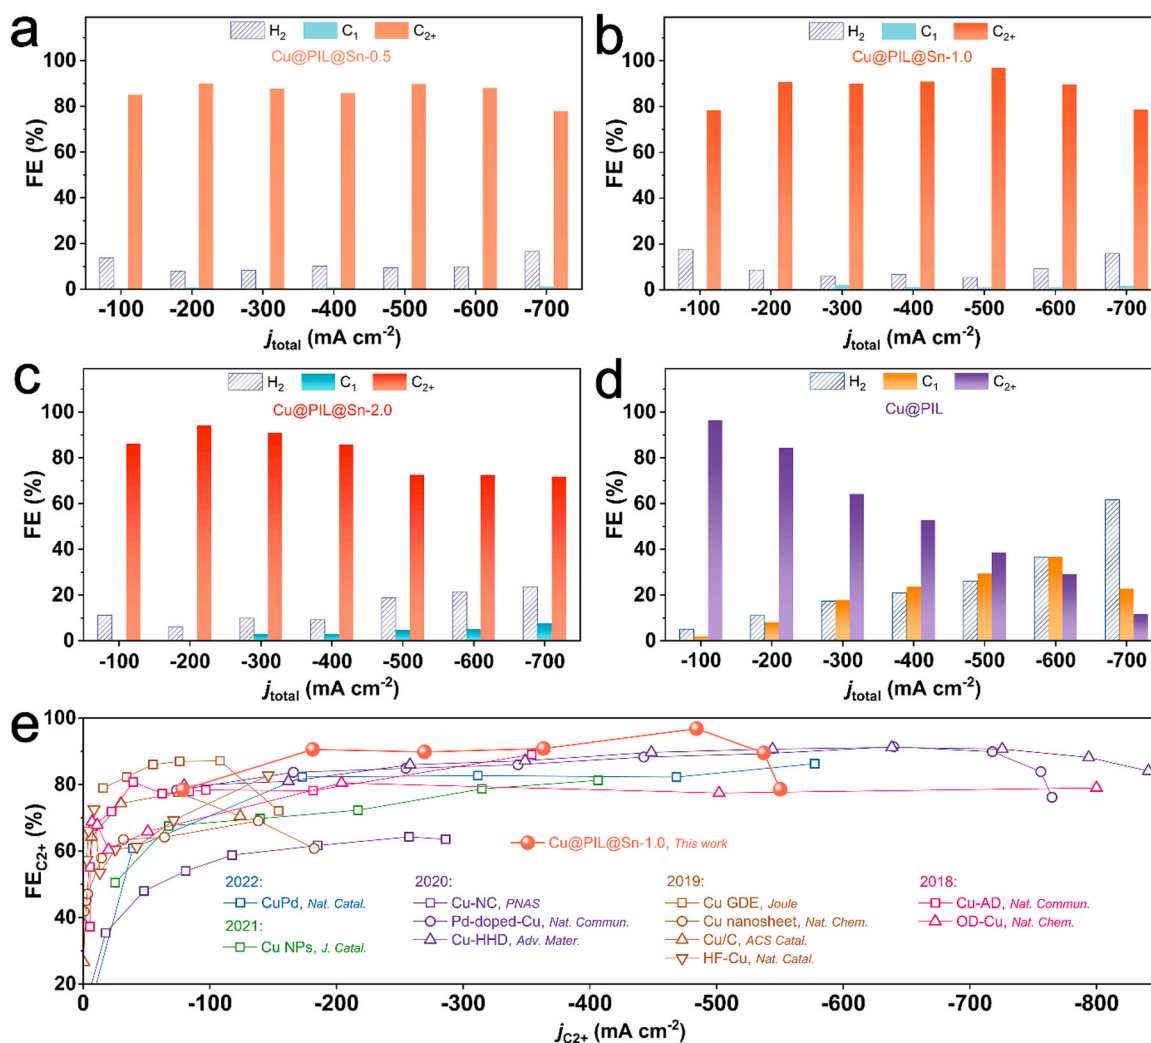 a
H₂ C₁ C₂₊
Cu@PIL@Sn-0.5
FE (%)
100
80
60
40
20
0
-100 -200 -300 -400 -500 -600 -700
jtotal (mA cm⁻²)
b
H₂ C₁ C₂₊
Cu@PIL@Sn-1.0
FE (%)
100
80
60
40
20
0
-100 -200 -300 -400 -500 -600 -700
jtotal (mA cm⁻²)
c
H₂ C₁ C₂₊
Cu@PIL@Sn-2.0
FE (%)
100
80
60
40
20
0
-100 -200 -300 -400 -500 -600 -700
jtotal (mA cm⁻²)
d
H₂ C₁ C₂₊
Cu@PIL
FE (%)
100
80
60
40
20
0
-100 -200 -300 -400 -500 -600 -700
jtotal (mA cm⁻²)
e
FE_C2+ (%)
100
80
60
40
20
Cu@PIL@Sn-1.0, This work
2022:
CuPd, Nat. Catal.
2021:
Cu NPs, J. Catal.
2020:
Cu-NC, PNAS
Pd-doped-Cu, Nat. Commun.
Cu-HHD, Adv. Mater.
2019:
Cu GDE, Joule
Cu nanosheet, Nat. Chem.
Cu/C, ACS Catal.
HF-Cu, Nat. Catal.
2018:
Cu-AD, Nat. Commun.
OD-Cu, Nat. Chem.
0 -100 -200 -300 -400 -500 -600 -700 -800
j_C2+ (mA cm⁻²)